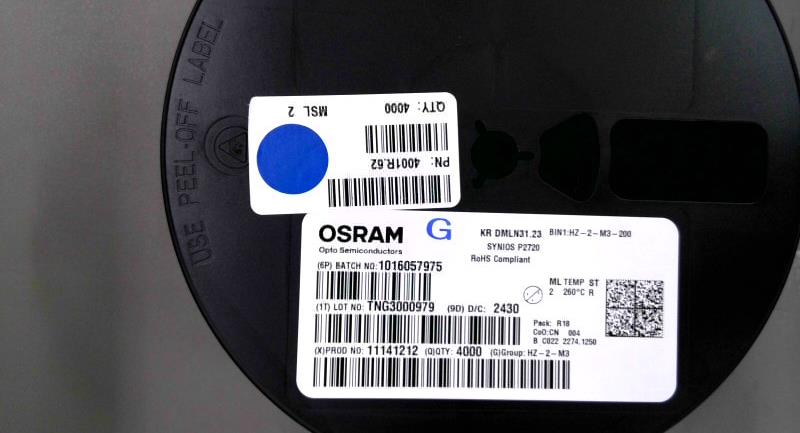 USE PEEL-OFF LABEL
QTY: 4000 MSL 2
PN: 4001R.62
OSRAM G KR DMLN31.23 BIN1:HZ-2-M3-200
Opto Semiconductors SYNIOS P2720
RoHS Compliant
(6P) BATCH NO: 1016057975
ML TEMP ST
2 260°C R
(1T) LOT NO: TNG3000979 (9D) D/C: 2430
Pack: R18
CoO:CN 004
B C022 2274.1250
(X)PROD NO: 11141212 (Q)QTY: 4000 (G)Group: HZ-2-M3